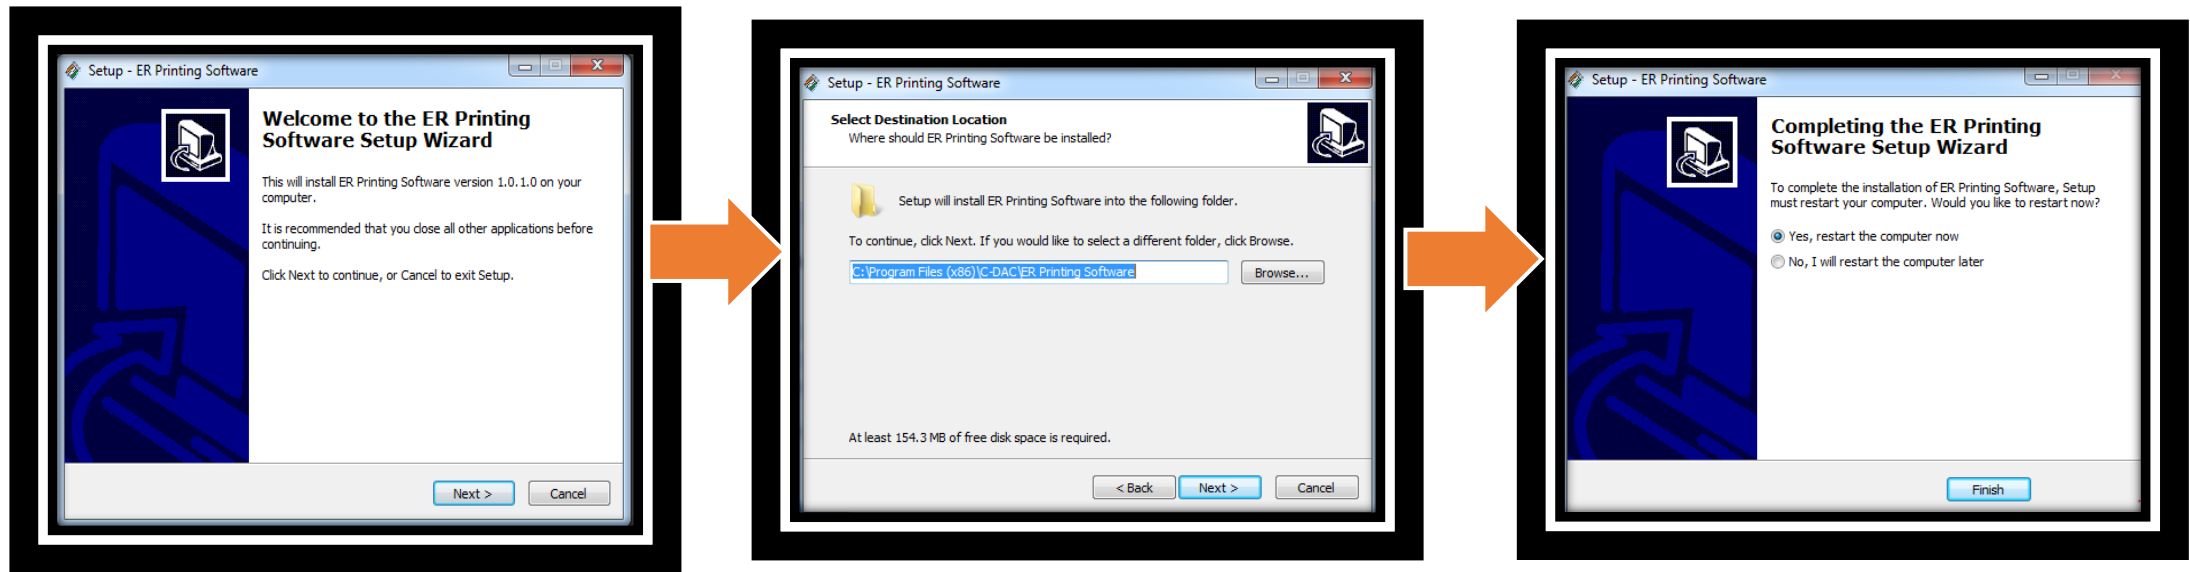 Setup - ER Printing Software
Welcome to the ER Printing
Software Setup Wizard
This will install ER Printing Software version 1.0.1.0 on your
computer.
It is recommended that you close all other applications before
continuing.
Click Next to continue, or Cancel to exit Setup.
Next >
Cancel
Setup - ER Printing Software
Select Destination Location
Where should ER Printing Software be installed?
Setup will install ER Printing Software into the following folder.
To continue, click Next. If you would like to select a different folder, click Browse.
C:\Program Files (x86)\C-DAC\ER Printing Software
Browse...
At least 154.3 MB of free disk space is required.
< Back
Next >
Cancel
Setup - ER Printing Software
Completing the ER Printing
Software Setup Wizard
To complete the installation of ER Printing Software, Setup
must restart your computer. Would you like to restart now?
Yes, restart the computer now
No, I will restart the computer later
Finish